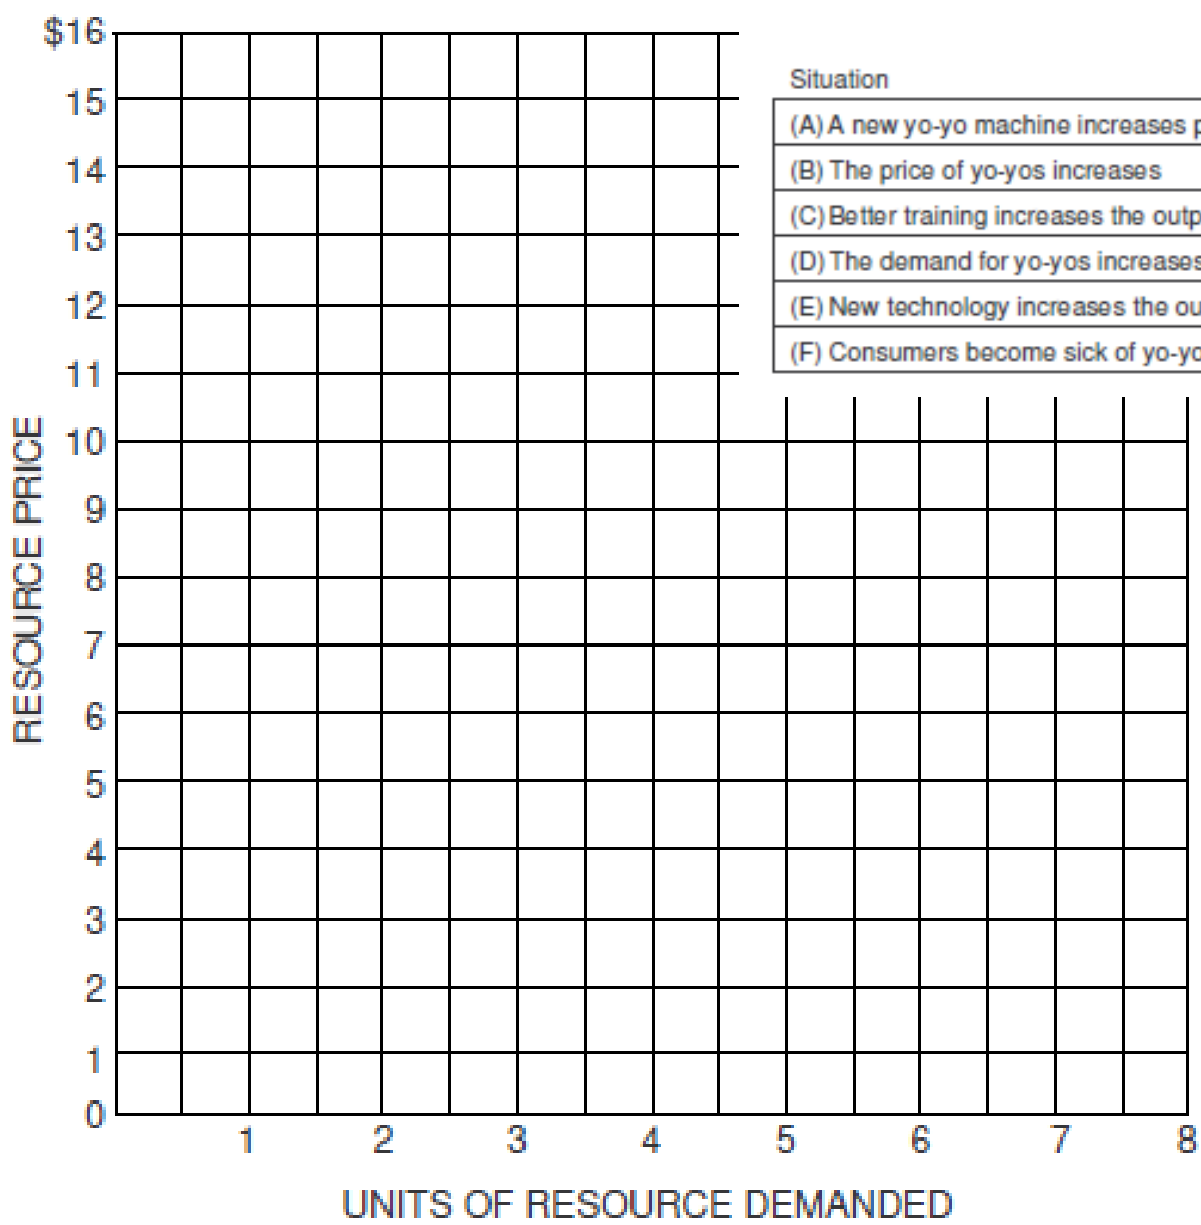 $16
15
14
13
12
11
10
9
8
7
6
5
4
3
2
1
0
RESOURCE PRICE
Situation
(A) A new yo-yo machine increases
(B) The price of yo-yos increases
(C) Better training increases the
(D) The demand for yo-yos increases
(E) New technology increases the
(F) Consumers become sick of
1 2 3 4 5 6 7 8
UNITS OF RESOURCE DEMANDED